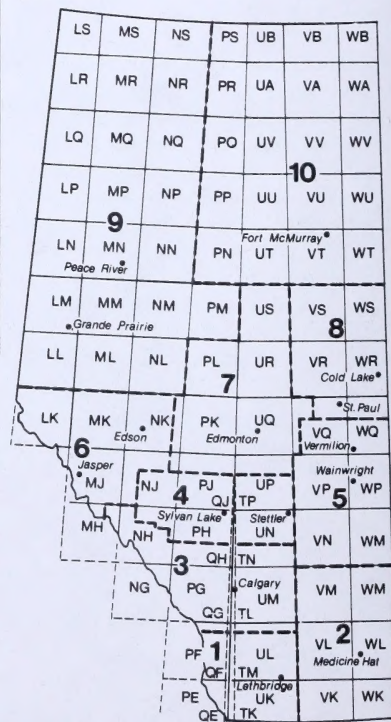 LS MS NS PS UB VB WB
LR MR NR PR UA VA WA
LQ MQ NQ PQ UV VV WV
10
LP MP NP PP UU VU WU
9
Fort McMurray
LN MN NN PN UT VT WT
Peace River
LM MM NM PM US VS WS
8
Grande Prairie
LL ML NL PL UR VR WR
7
Cold Lake
St. Paul
LK MK NK PK UQ VQ WQ
Edson Edmonton Vermilion
6
Jasper Wainwright
MJ NJ PJ QJ UP TP VP WP
4 5
Sylvan Lake Stettler
MH NH PH UN VN WM
3
QH TN
Calgary
NG PG UM VM WM
QG TL
2
1
PF UL VL WL
Medicine Hat
QF TM
Lethbridge
PE UK VK WK
QE TK